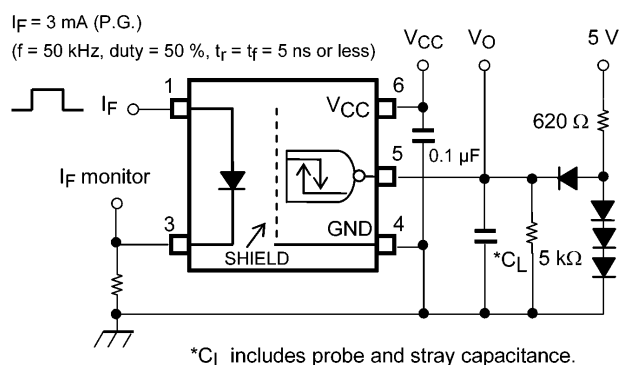 IF = 3 mA (P.G.)
(f = 50 kHz, duty = 50 %, tr = tf = 5 ns or less)
VCC
VO
5 V
1
6
IF
VCC
620 Ω
0.1 µF
5
IF monitor
3
GND
4
SHIELD
*CL
5 kΩ
*CL includes probe and stray capacitance.